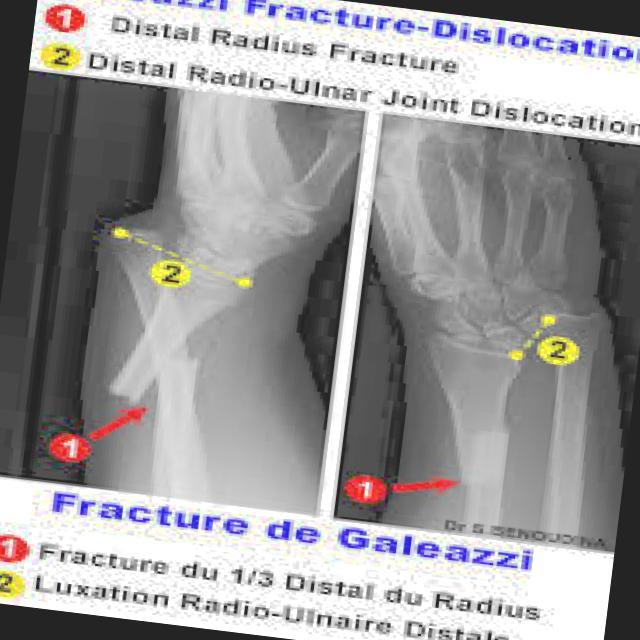 Fracture-Dislocation
1 Distal Radius Fracture
2 Distal Radio-Ulnar Joint Dislocation
2
2
1
1
Fracture de Galeazzi
1 Fracture du 1/3 Distal du Radius
2 Luxation Radio-Ulnaire Distale